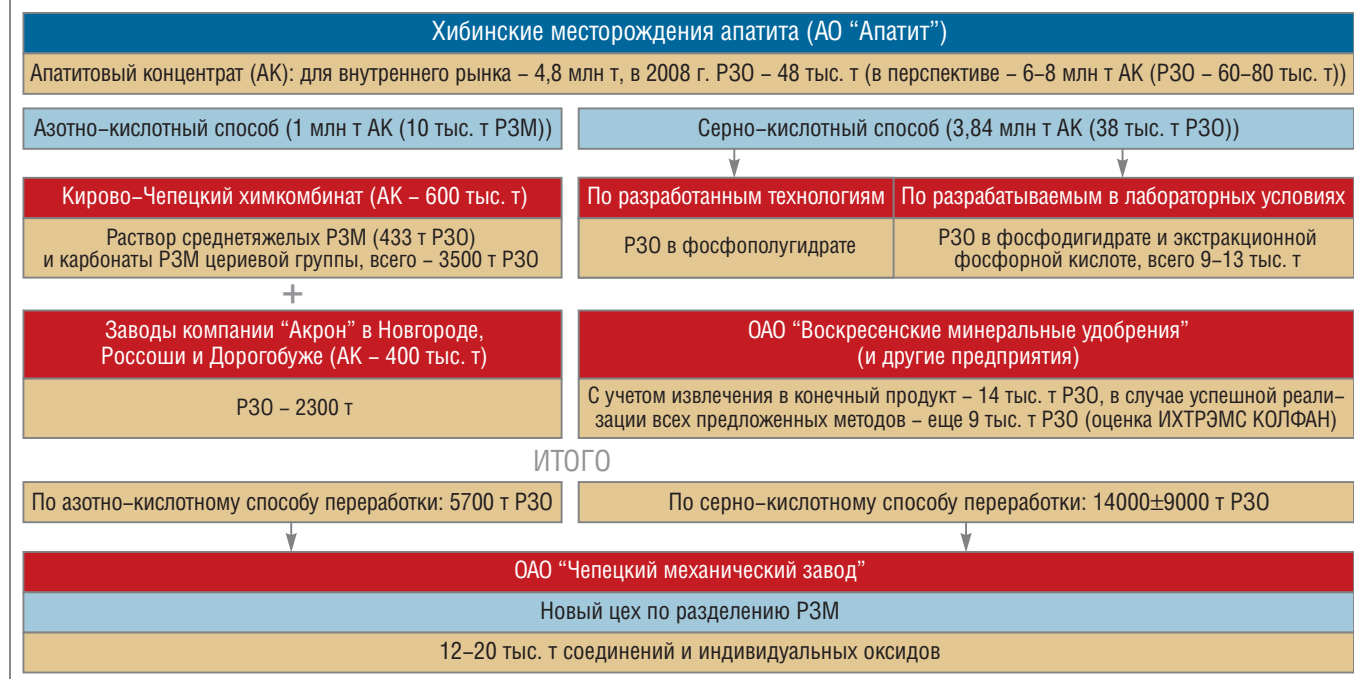 Хибинские месторождения апатита (АО “Апатит”)
Апатитовый концентрат (АК): для внутреннего рынка – 4,8 млн т, в 2008 г. РЗО – 48 тыс. т (в перспективе – 6–8 млн т АК (РЗО – 60–80 тыс. т))
Азотно–кислотный способ (1 млн т АК (10 тыс. т РЗМ))
Серно–кислотный способ (3,84 млн т АК (38 тыс. т РЗО))
Кирово–Чепецкий химкомбинат (АК – 600 тыс. т)
Раствор среднетяжелых РЗМ (433 т РЗО)
и карбонаты РЗМ цериевой группы, всего – 3500 т РЗО
По разработанным технологиям
РЗО в фосфополугидрате
По разрабатываемым в лабораторных условиях
РЗО в фосфодигидрате и экстракционной
фосфорной кислоте, всего 9–13 тыс. т
+
Заводы компании “Акрон” в Новгороде,
Россоши и Дорогобуже (АК – 400 тыс. т)
РЗО – 2300 т
ОАО “Воскресенские минеральные удобрения”
(и другие предприятия)
С учетом извлечения в конечный продукт – 14 тыс. т РЗО, в случае успешной реали–
зации всех предложенных методов – еще 9 тыс. т РЗО (оценка ИХТРЭМС КОЛФАН)
ИТОГО
По азотно–кислотному способу переработки: 5700 т РЗО
По серно–кислотному способу переработки: 14000±9000 т РЗО
ОАО “Чепецкий механический завод”
Новый цех по разделению РЗМ
12–20 тыс. т соединений и индивидуальных оксидов